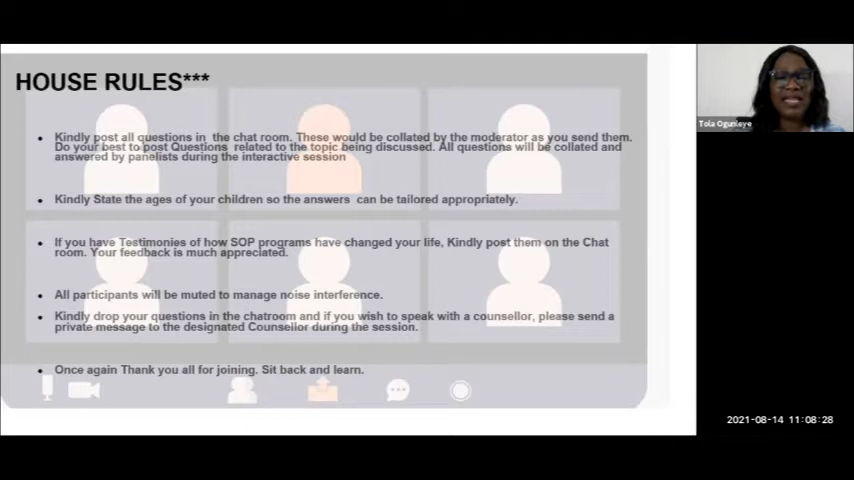 HOUSE RULES***
• Kindly post all questions in the chat room. These would be collated by the moderator as you send them.
Do your best to post Questions related to the topic being discussed. All questions will be collated and
answered by panelists during the interactive session
• Kindly State the ages of your children so the answers can be tailored appropriately.
• If you have Testimonies of how SOP programs have changed your life, Kindly post them on the Chat
room. Your feedback is much appreciated.
• All participants will be muted to manage noise interference.
• Kindly drop your questions in the chatroom and if you wish to speak with a counsellor, please send a
private message to the designated Counsellor during the session.
• Once again Thank you all for joining. Sit back and learn.
Tola Ogunleye
2021-08-14 11:08:28